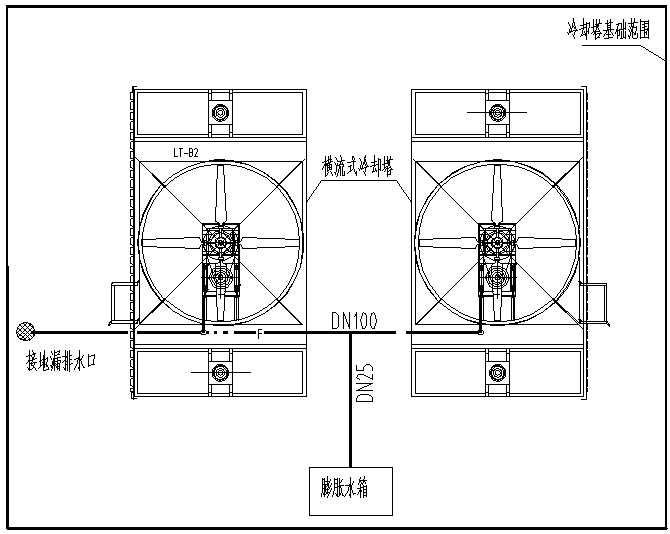 冷却塔基础范围
LT-B2
横流式冷却塔
DN100
F
接地漏排水口
DN25
膨胀水箱